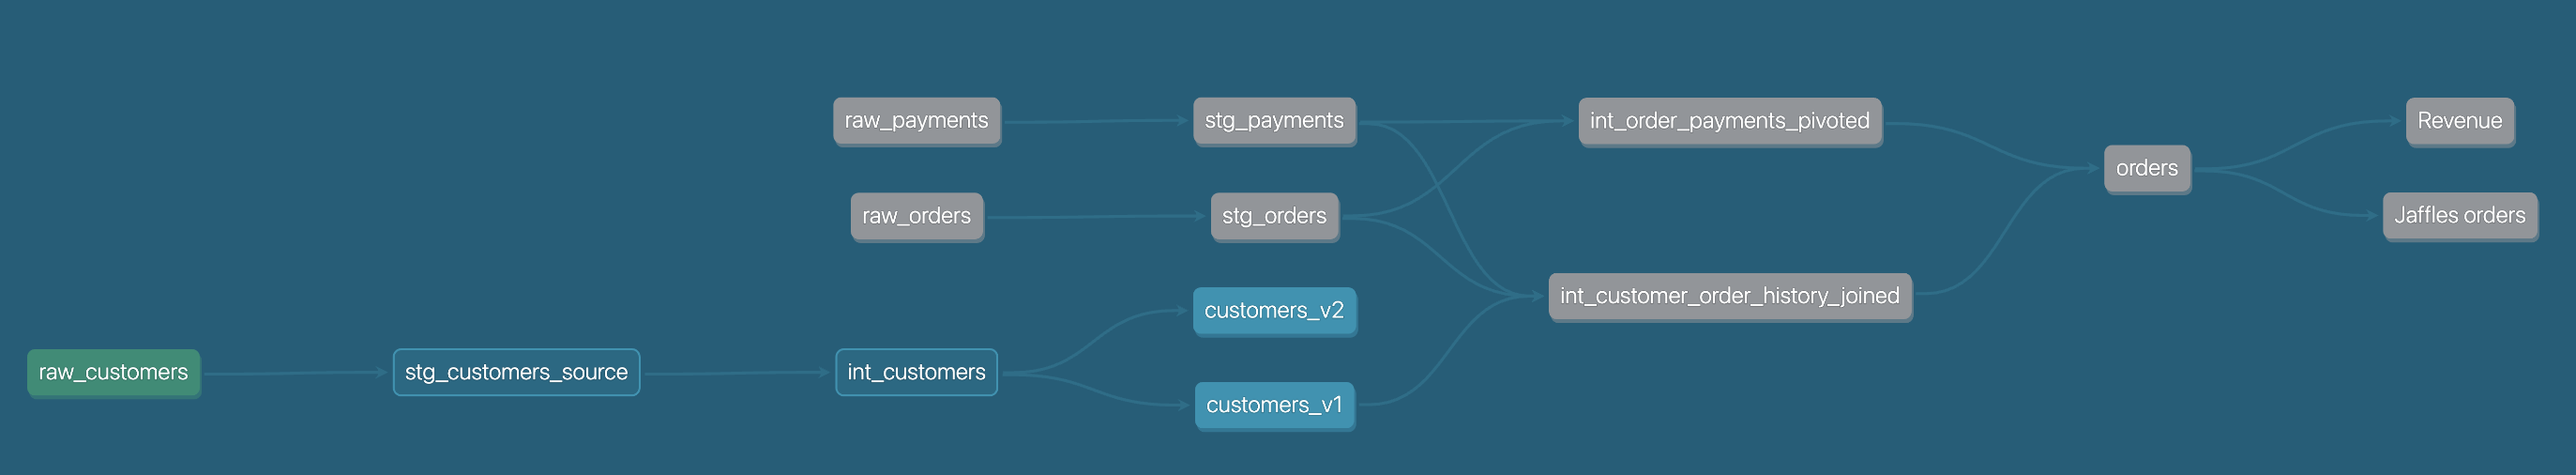 raw_payments
stg_payments
int_order_payments_pivoted
Revenue
orders
raw_orders
stg_orders
Jaffles orders
customers_v2
int_customer_order_history_joined
raw_customers
stg_customers_source
int_customers
customers_v1